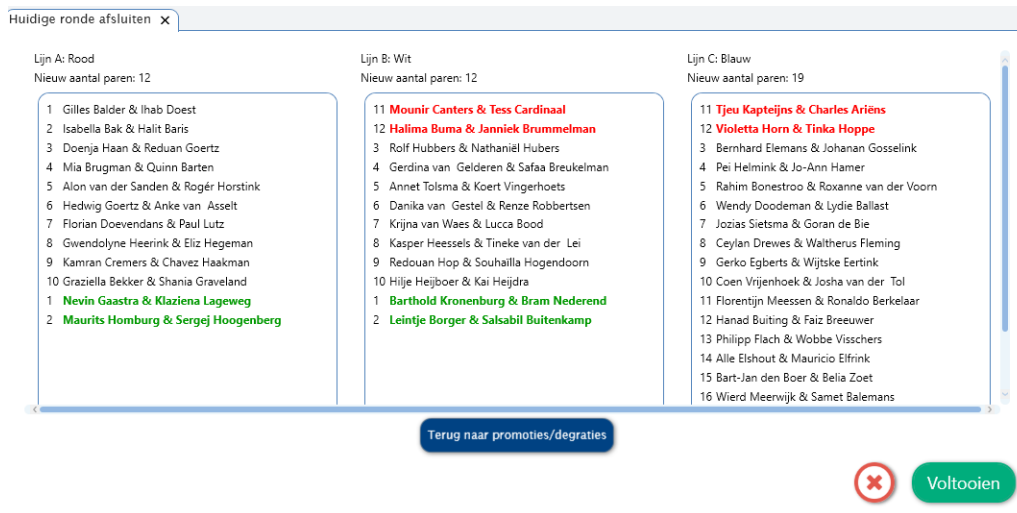 Huidige ronde afsluiten
Lijn A: Rood
Nieuw aantal paren: 12
1 Gilles Balder & Ihab Doest
2 Isabella Bak & Halit Baris
3 Doenja Haan & Reduan Goertz
4 Mia Brugman & Quinn Barten
5 Alon van der Sanden & Rogér Horstink
6 Hedwig Goertz & Anke van Asselt
7 Florian Doevendans & Paul Lutz
8 Gwendolyne Heerink & Eliz Hegeman
9 Kamran Cremers & Chavez Haakman
10 Graziella Bekker & Shania Graveland
1 Nevin Gaastra & Klaziena Lageweg
2 Maurits Homburg & Sergej Hoogenberg
Lijn B: Wit
Nieuw aantal paren: 12
11 Mounir Canters & Tess Cardinaal
12 Halima Buma & Janniek Brummelman
3 Rolf Hubbers & Nathaniël Hubers
4 Gerdina van Gelderen & Safaa Breukelman
5 Annet Tolsma & Koert Vingerhoets
6 Danika van Gestel & Renze Robbertsen
7 Krijna van Waes & Lucca Bood
8 Kasper Heessels & Tineke van der Lei
9 Redouan Hop & Souhaïlla Hogendoorn
10 Hilje Heijboer & Kai Heijdra
1 Barthold Kronenburg & Bram Nederend
2 Leintje Borger & Salsabil Buitenkamp
Lijn C: Blauw
Nieuw aantal paren: 19
11 Tjeu Kapteijns & Charles Ariëns
12 Violetta Horn & Tinka Hoppe
3 Bernhard Elemans & Johanan Gosselink
4 Pei Helmink & Jo-Ann Hamer
5 Rahim Bonestroo & Roxanne van der Voorn
6 Wendy Doodeman & Lydie Ballast
7 Jozias Sietsma & Goran de Bie
8 Ceylan Drewes & Waltherus Fleming
9 Gerko Egberts & Wijtske Eertink
10 Coen Vrijenhoek & Josha van der Tol
11 Florentijn Meessen & Ronaldo Berkelaar
12 Hanad Buiting & Faiz Breeuwer
13 Philipp Flach & Wobbe Visschers
14 Alle Elshout & Mauricio Elfrink
15 Bart-Jan den Boer & Belia Zoet
16 Wierd Meerwijk & Samet Balemans
Terug naar promoties/degraties
Voltooien